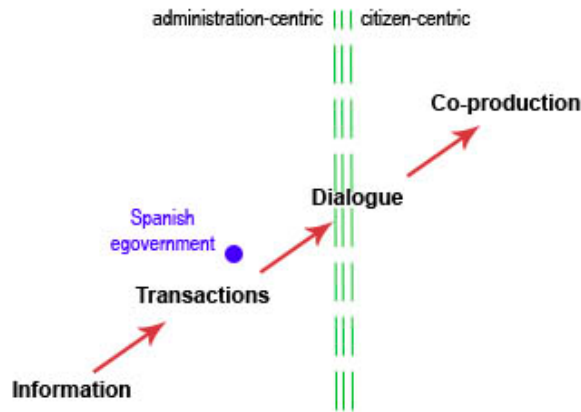 administration-centric citizen-centric
Co-production
Dialogue
Spanish
egovernment
Transactions
Information